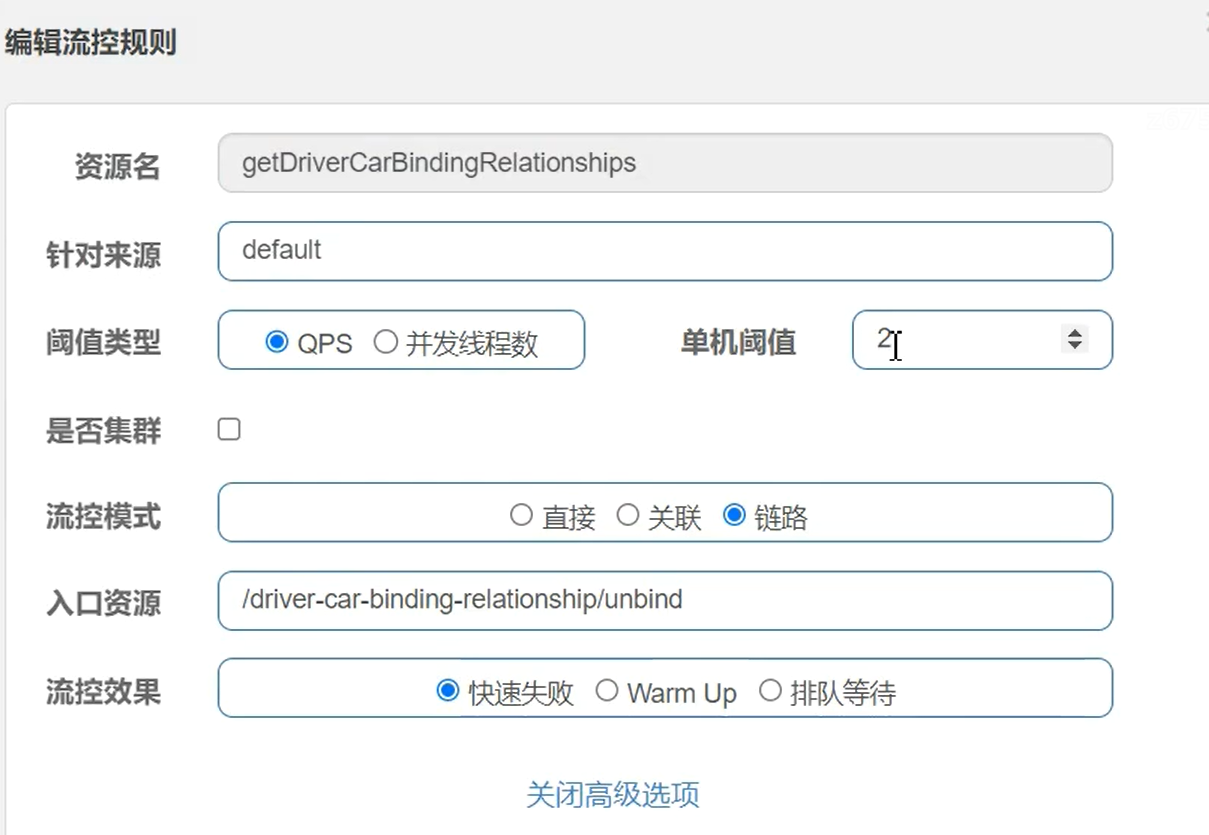 编辑流控规则
资源名 getDriverCarBindingRelationships
针对来源 default
阈值类型 QPS 并发线程数 单机阈值 2
是否集群
流控模式 直接 关联 链路
入口资源 /driver-car-binding-relationship/unbind
流控效果 快速失败 Warm Up 排队等待
关闭高级选项